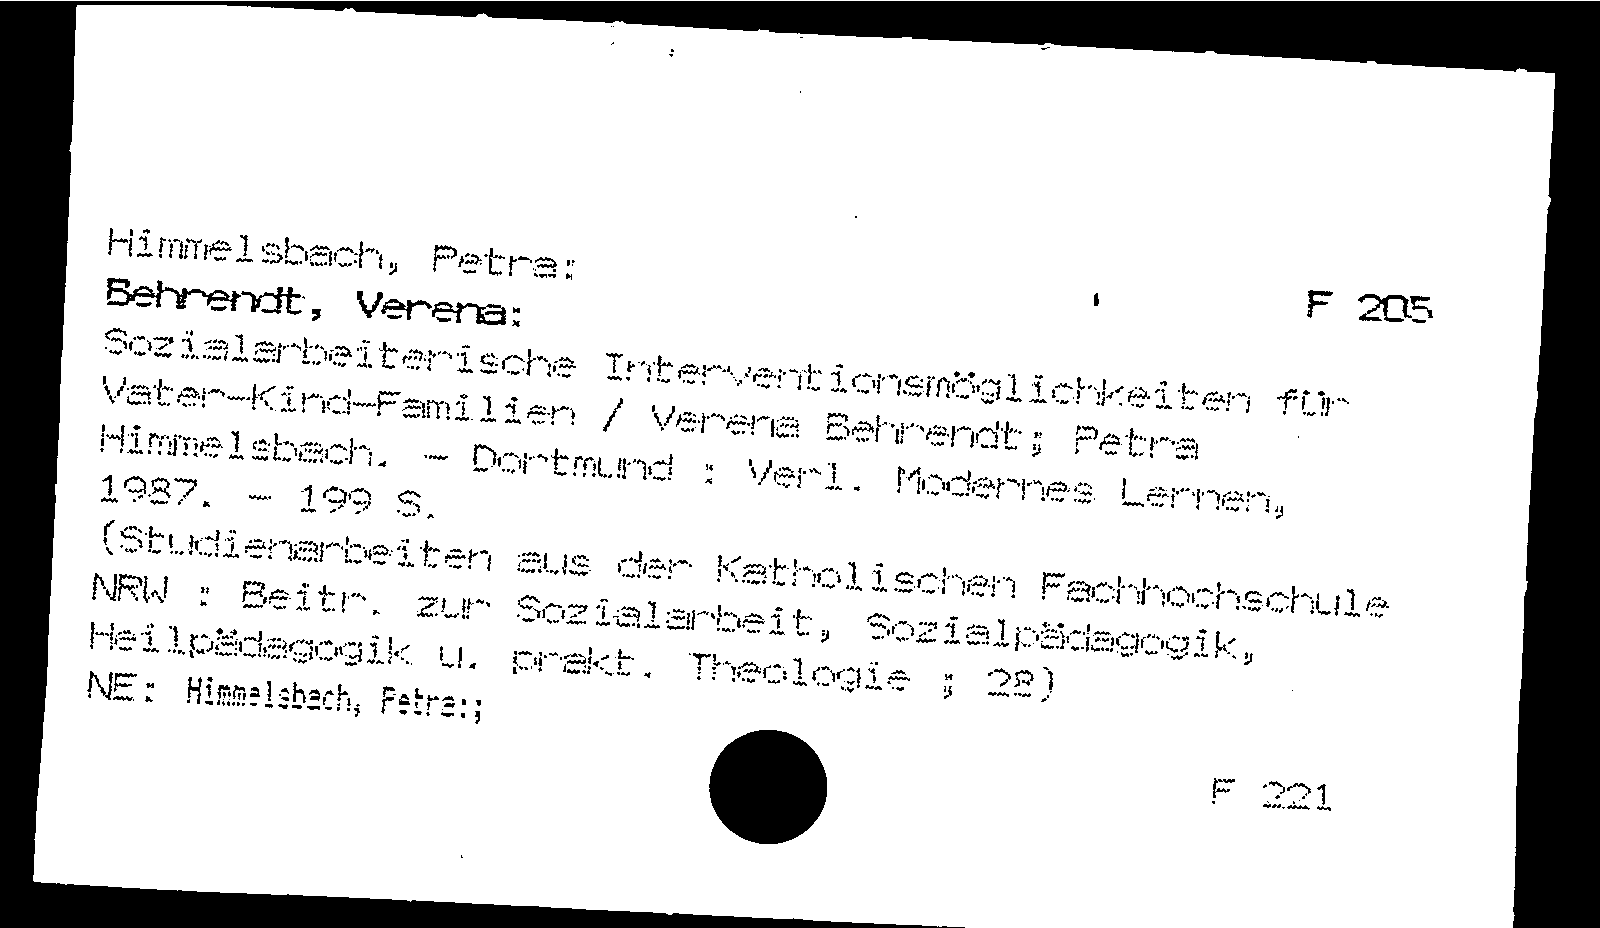 Himmelsbach, Petra:
Behrendt, Verena: F 205
Sozialarbeiterische Interventionsmöglichkeiten für
Vater-Kind-Familien / Verena Behrendt; Petra
Himmelsbach. - Dortmund : Verl. Modernes Lernen,
1987. - 199 S.
(Studienarbeiten aus der Katholischen Fachhochschule
NRW : Beitr. zur Sozialarbeit, Sozialpädagogik,
Heilpädagogik u. prakt. Theologie ; 28)
NE: Himmelsbach, Petra:;
F 221